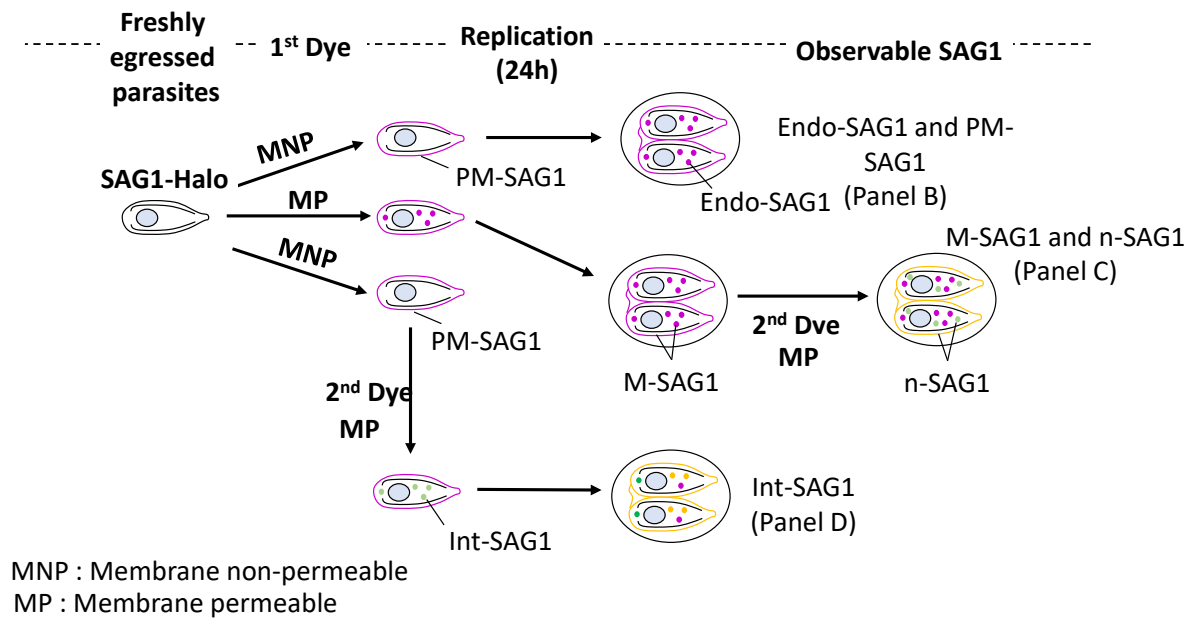 Freshly
egressed
parasites
1st Dye
Replication
(24h)
Observable SAG1
SAG1-Halo
MNP
MP
MNP
PM-SAG1
Endo-SAG1
Endo-SAG1 and PM-
SAG1
(Panel B)
PM-SAG1
M-SAG1
2nd Dve
MP
M-SAG1 and n-SAG1
(Panel C)
n-SAG1
2nd Dye
MP
Int-SAG1
Int-SAG1
(Panel D)
MNP : Membrane non-permeable
MP : Membrane permeable